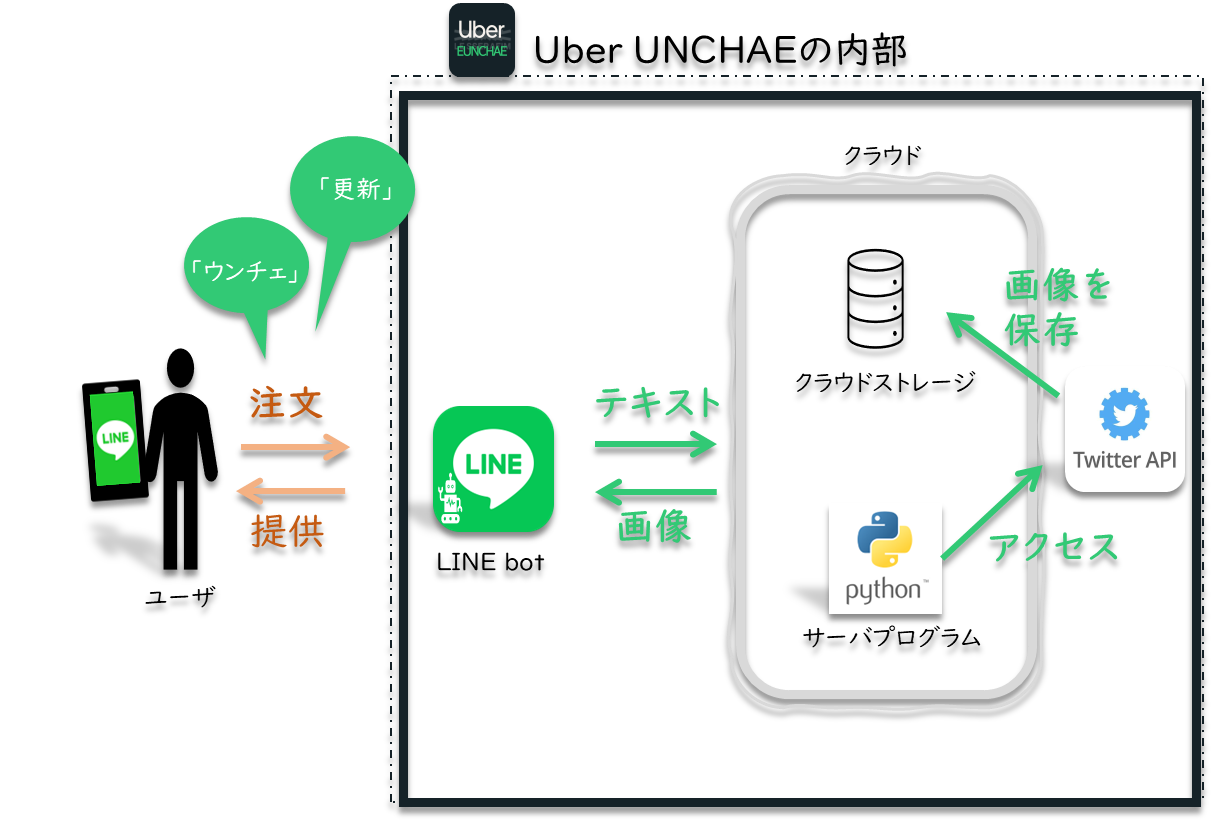 Uber
EUNCHAE
Uber UNCHAEの内部
クラウド
「更新」
「ウンチェ」
画像を
保存
クラウドストレージ
注文
テキスト
LINE
LINE
Twitter API
提供
画像
python™
アクセス
LINE bot
ユーザ
サーバプログラム